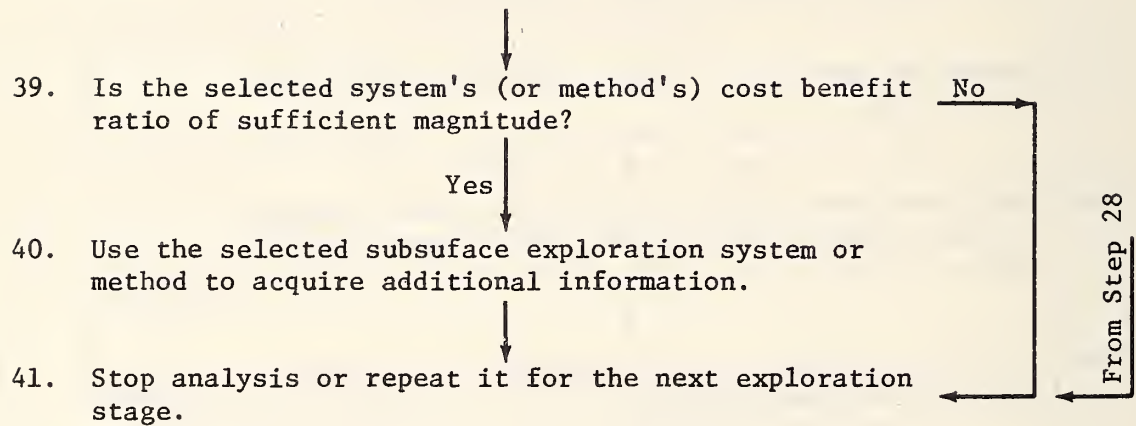 39. Is the selected system's (or method's) cost benefit No
ratio of sufficient magnitude?
Yes
40. Use the selected subsuface exploration system or
method to acquire additional information.
From Step 28
41. Stop analysis or repeat it for the next exploration
stage.